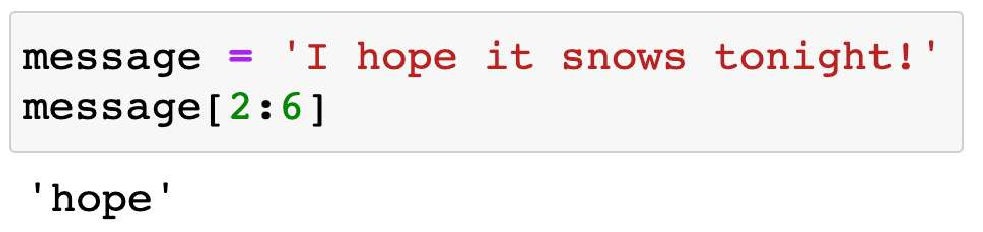 message = 'I hope it snows tonight!'
message[2:6]
'hope'